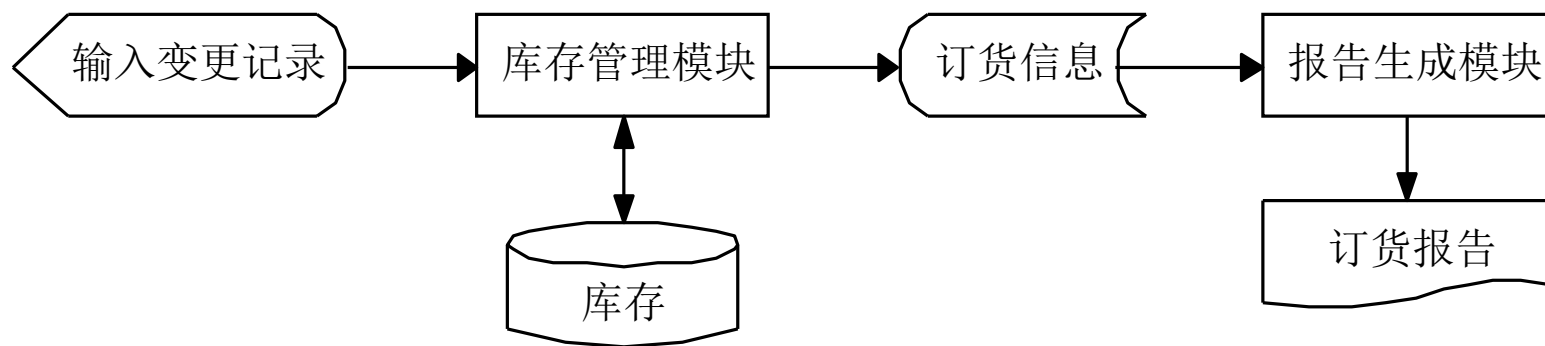 输入变更记录
库存管理模块
订货信息
报告生成模块
库存
订货报告